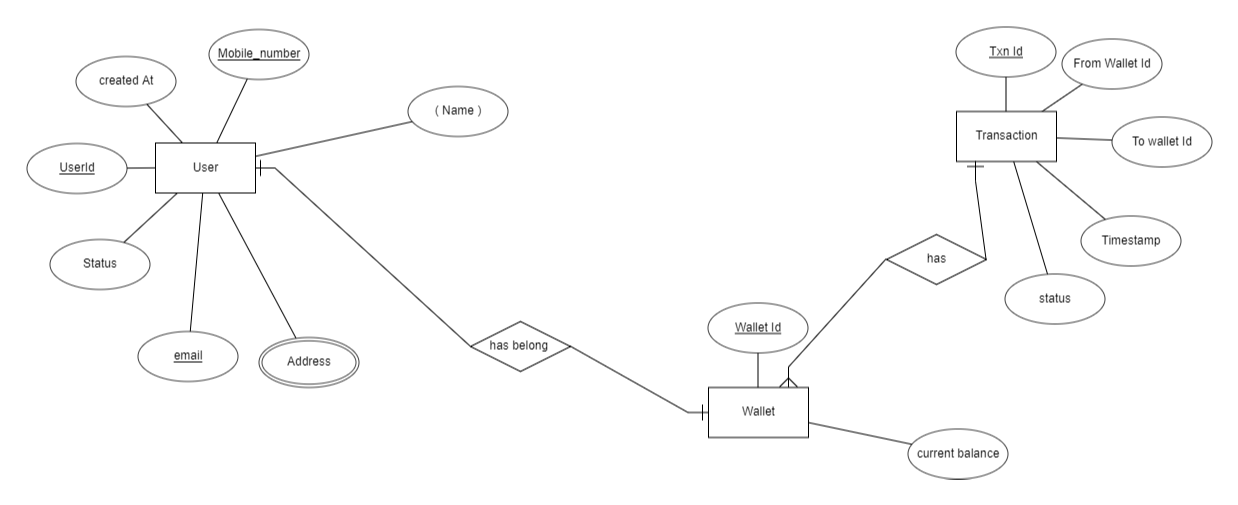 Mobile_number
created At
( Name )
UserId
User
Status
email
Address
has belong
Txn Id
From Wallet Id
Transaction
To wallet Id
Timestamp
has
status
Wallet Id
Wallet
current balance